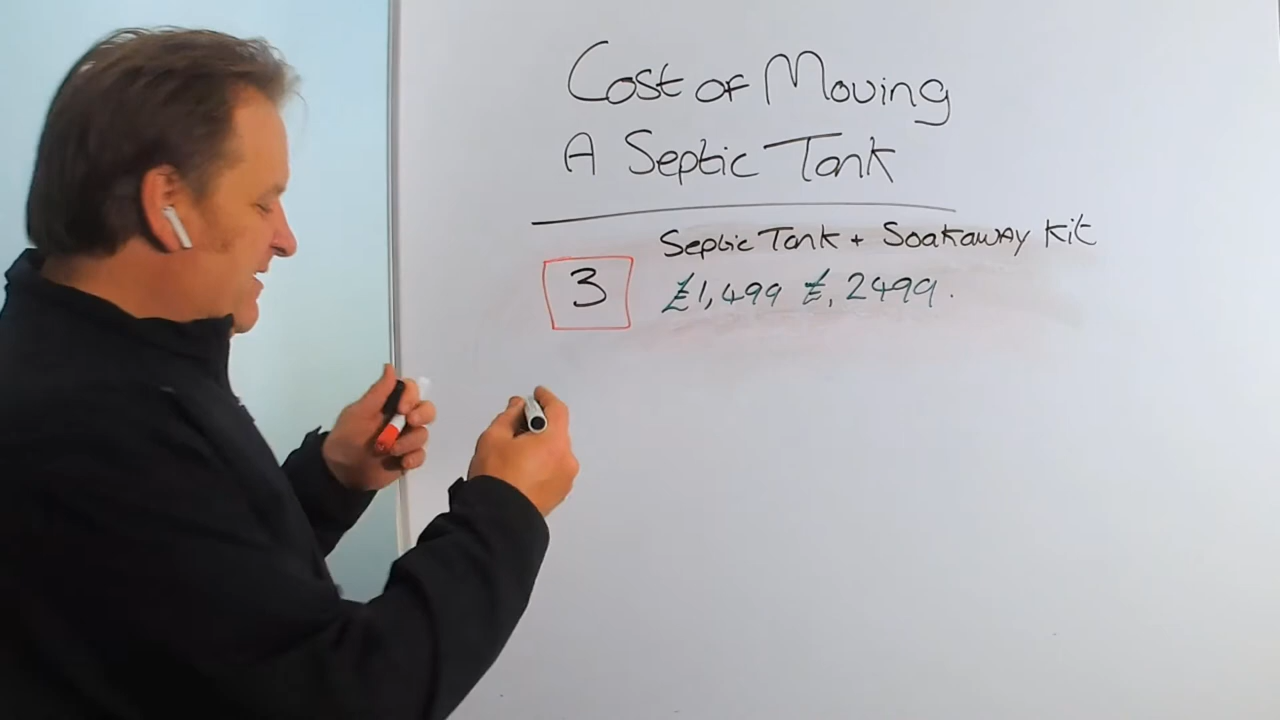 Cost of Moving
A Septic Tank
Septic Tank + Soakaway Kit
3
£1,499 £,2499.